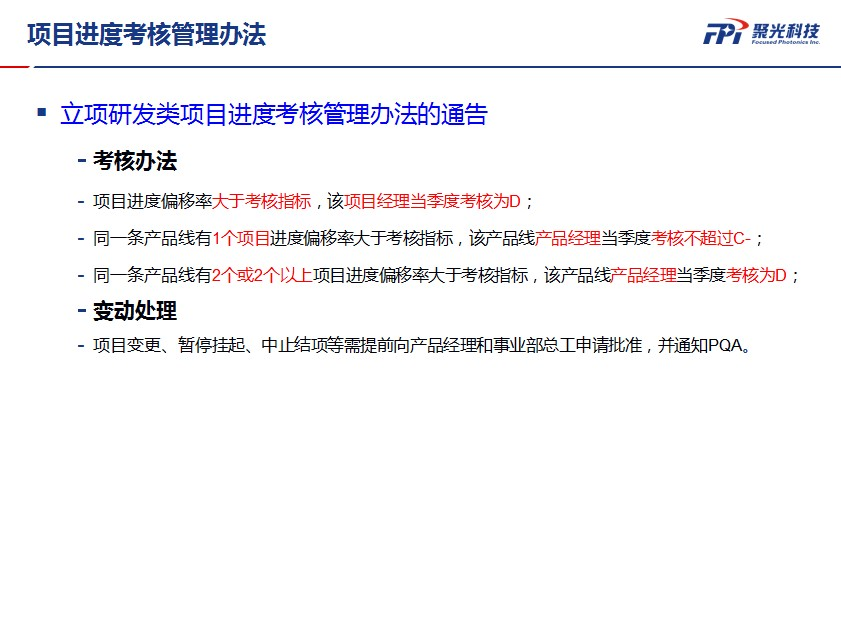 项目进度考核管理办法
FPI 聚光科技
Focused Photonics Inc.
立项研发类项目进度考核管理办法的通告
- 考核办法
- 项目进度偏移率大于考核指标，该项目经理当季度考核为D；
- 同一条产品线有1个项目进度偏移率大于考核指标，该产品线产品经理当季度考核不超过C-；
- 同一条产品线有2个或2个以上项目进度偏移率大于考核指标，该产品线产品经理当季度考核为D；
- 变动处理
- 项目变更、暂停挂起、中止结项等需提前向产品经理和事业部总工申请批准，并通知PQA。